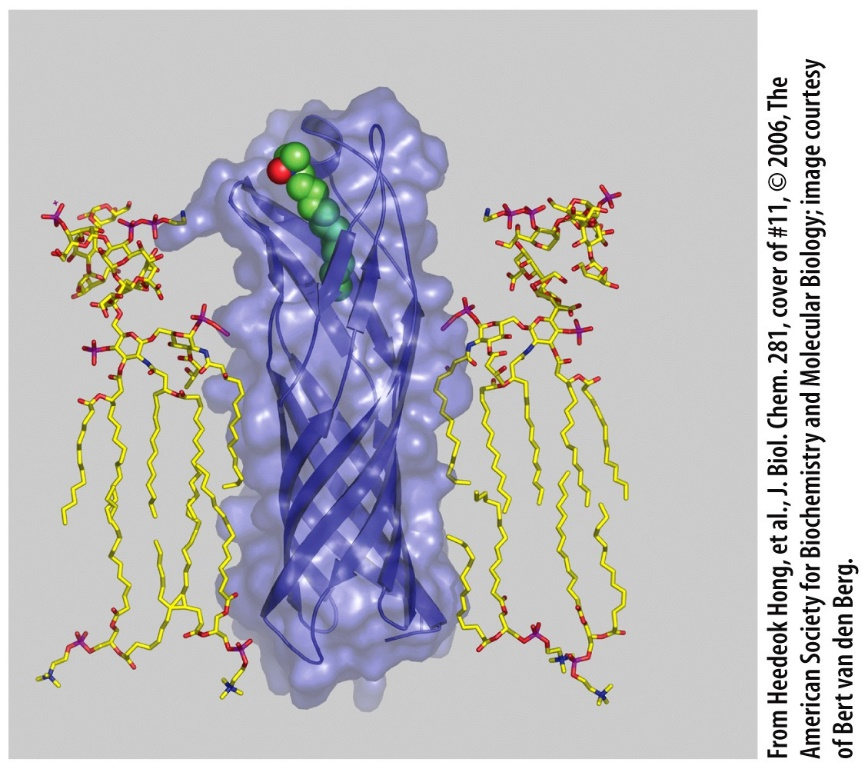 From Heedeok Hong, et al., J. Biol. Chem. 281, cover of #11, © 2006, The
American Society for Biochemistry and Molecular Biology; image courtesy
of Bert van den Berg.